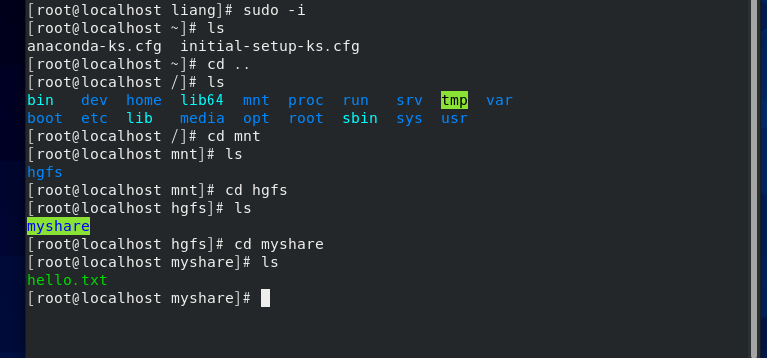 [root@localhost liang]# sudo -i
[root@localhost ~]# ls
anaconda-ks.cfg  initial-setup-ks.cfg
[root@localhost ~]# cd ..
[root@localhost /]# ls
bin   dev  home  lib64  mnt  proc  run   srv  tmp  var
boot  etc  lib   media  opt  root  sbin  sys  usr
[root@localhost /]# cd mnt
[root@localhost mnt]# ls
hgfs
[root@localhost mnt]# cd hgfs
[root@localhost hgfs]# ls
myshare
[root@localhost hgfs]# cd myshare
[root@localhost myshare]# ls
hello.txt
[root@localhost myshare]#